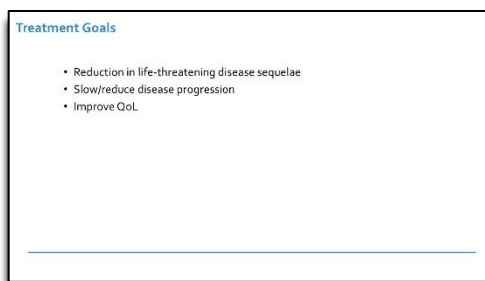 Treatment Goals
• Reduction in life-threatening disease sequelae
• Slow/reduce disease progression
• Improve QoL